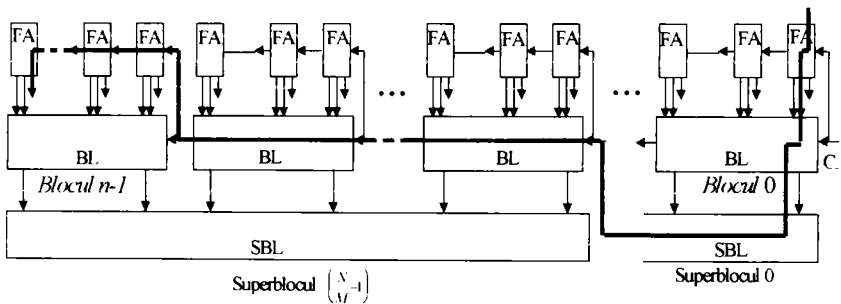 FA FA FA FA FA FA FA FA FA FA FA FA
... ...
BL BL BL BL C
Blocul n-1 Blocul 0
SBL SBL
Superblocul (N/M -1) Superblocul 0